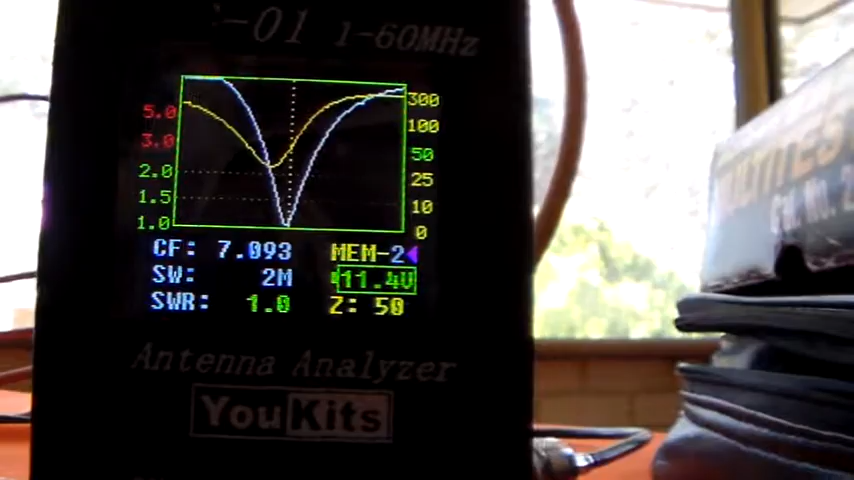 -01 1-60MHz
5.0 300
3.0 100
2.0 50
1.5 25
1.0 10
0
CF: 7.093 MEM-2
SW: 2M 11.4V
SWR: 1.0 Z: 50
Antenna Analyzer
YouKits